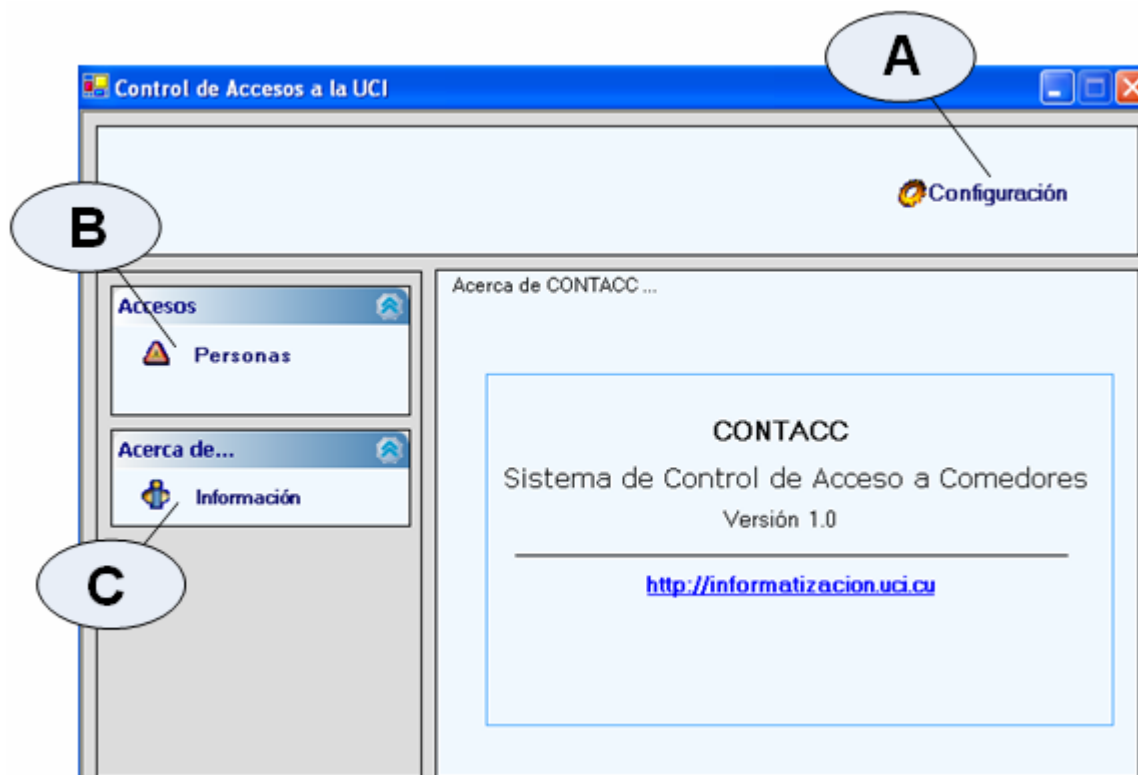 A
Control de Accesos a la UCI
Configuración
B
Accesos
Personas
Acerca de...
Información
C
Acerca de CONTACC ...
CONTACC
Sistema de Control de Acceso a Comedores
Versión 1.0
http://informatizacion.uci.cu